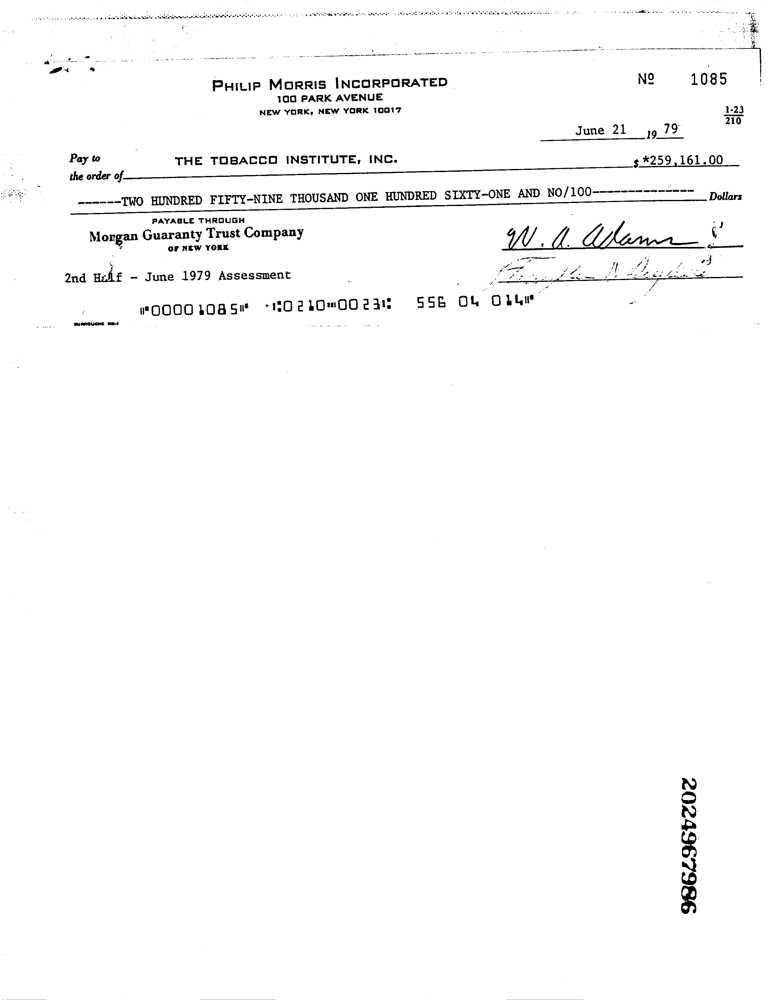 PHILIP MORRIS INCORPORATED
Nº 1085
100 PARK AVENUE
NEW YORK, NEW YORK 10017
1-23
210
June 21 19 79
Pay to
the order of THE TOBACCO INSTITUTE, INC. $ *259,161.00
------TWO HUNDRED FIFTY-NINE THOUSAND ONE HUNDRED SIXTY-ONE AND NO/100--------------- Dollars
PAYABLE THROUGH
Morgan Guaranty Trust Company
OF NEW YORK
W. A. Adams
2nd Half - June 1979 Assessment
⑈00001085⑈ ⑆0210⑉0023⑆ 556 04 014⑈
BURROUGHS
2024967986